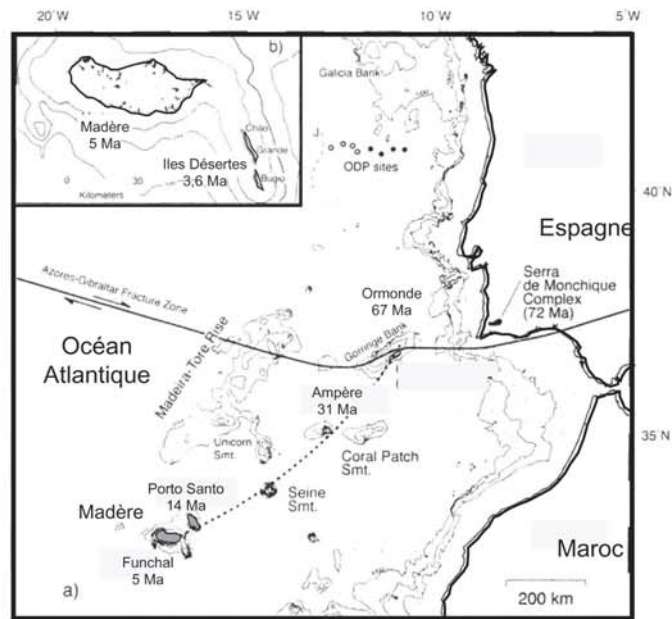 20˚W
15˚W
10˚W
5˚W
b)
Madère
5 Ma
Chao
Grande
Bugio
Iles Désertes
3,6 Ma
0
30
Kilometers
Galicia Bank
J
ODP sites
40˚N
Espagne
Serra
de Monchique
Complex
(72 Ma)
Azores-Gibraltar Fracture Zone
Ormonde
67 Ma
Gorringe Bank
Océan
Atlantique
Madeira-Tore Rise
Ampère
31 Ma
35˚N
Unicorn
Smt.
Coral Patch
Smt.
Seine
Smt.
Porto Santo
14 Ma
Madère
Funchal
5 Ma
Maroc
a)
200 km